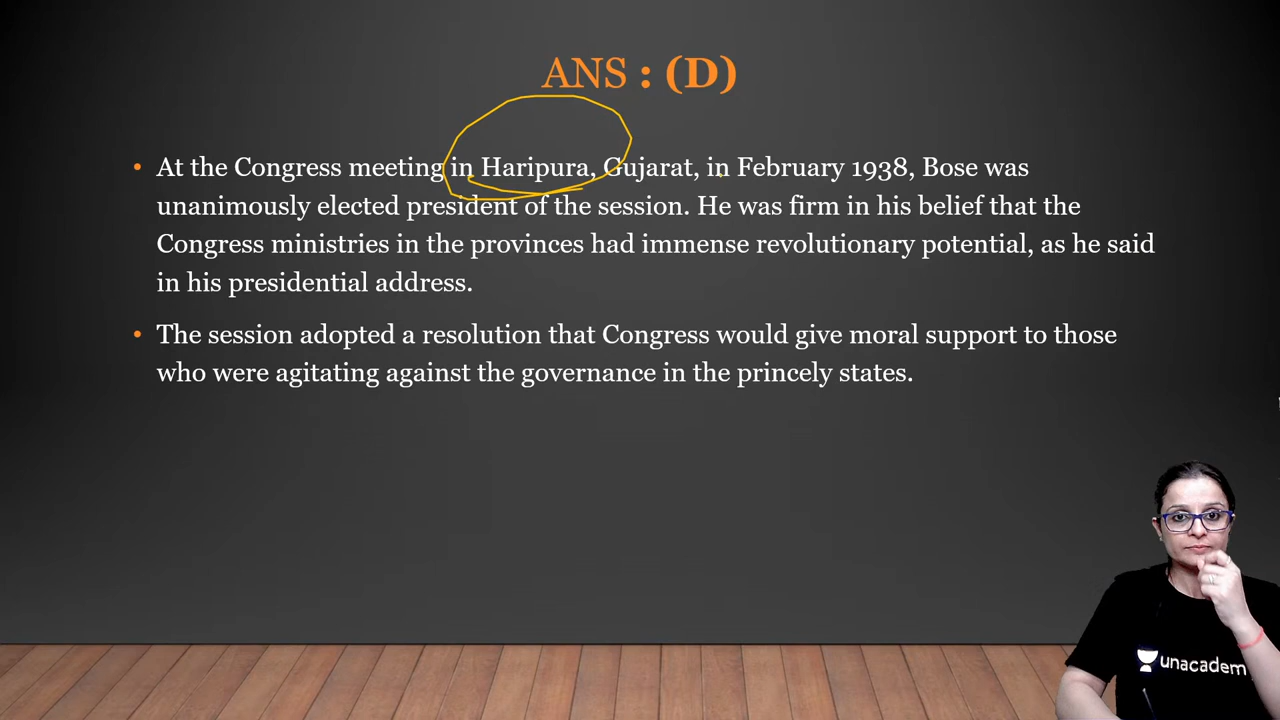 ANS : (D)
• At the Congress meeting in Haripura, Gujarat, in February 1938, Bose was
unanimously elected president of the session. He was firm in his belief that the
Congress ministries in the provinces had immense revolutionary potential, as he said
in his presidential address.
• The session adopted a resolution that Congress would give moral support to those
who were agitating against the governance in the princely states.
unacadem